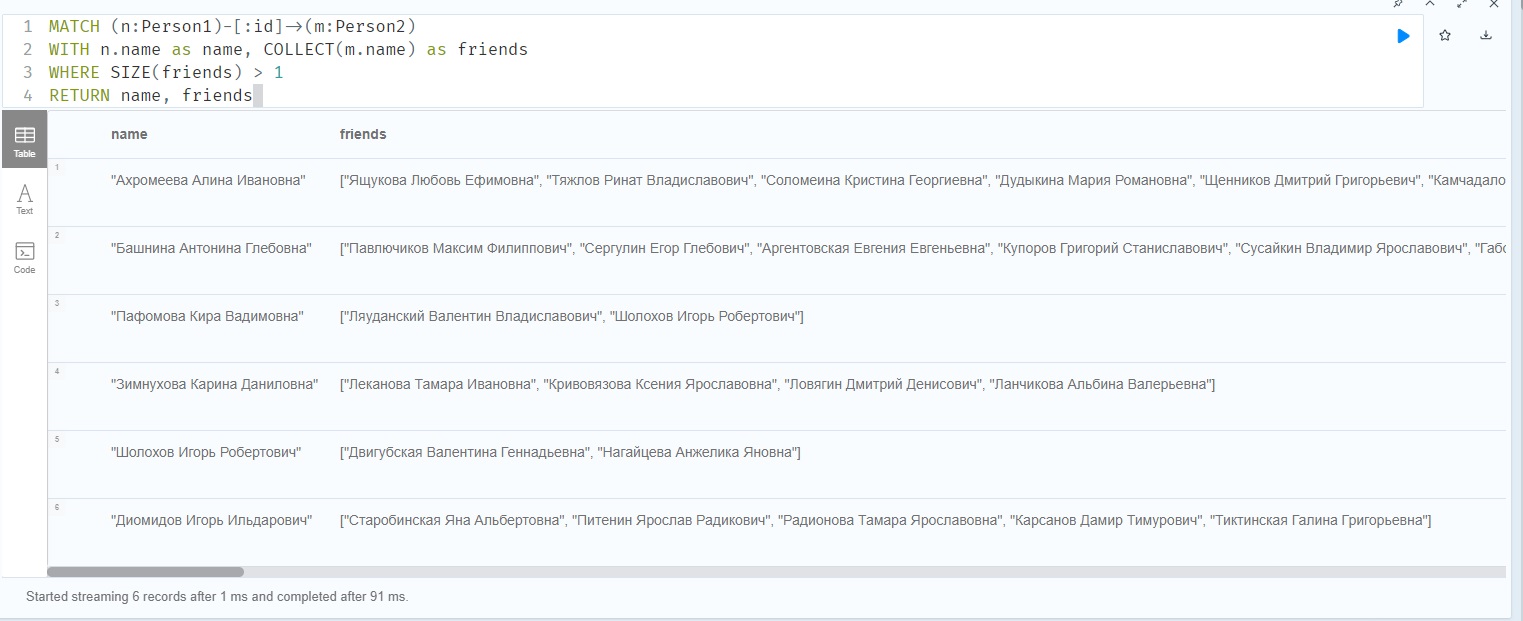 1 MATCH (n:Person1)-[:id]->(m:Person2)
2 WITH n.name as name, COLLECT(m.name) as friends
3 WHERE SIZE(friends) > 1
4 RETURN name, friends
name friends
Table
1
"Ахромеева Алина Ивановна" ["Ящукова Любовь Ефимовна", "Тяжлов Ринат Владиславович", "Соломеина Кристина Георгиевна", "Дудыкина Мария Романовна", "Щенников Дмитрий Григорьевич", "Камчадало
Text
2
"Башнина Антонина Глебовна" ["Павлючиков Максим Филиппович", "Сергулин Егор Глебович", "Аргентовская Евгения Евгеньевна", "Купоров Григорий Станиславович", "Сусайкин Владимир Ярославович", "Габо
Code
3
"Пафомова Кира Вадимовна" ["Ляуданский Валентин Владиславович", "Шолохов Игорь Робертович"]
4
"Зимнухова Карина Даниловна" ["Леканова Тамара Ивановна", "Кривовязова Ксения Ярославовна", "Ловягин Дмитрий Денисович", "Ланчикова Альбина Валерьевна"]
5
"Шолохов Игорь Робертович" ["Двигубская Валентина Геннадьевна", "Нагайцева Анжелика Яновна"]
6
"Диомидов Игорь Ильдарович" ["Старобинская Яна Альбертовна", "Питенин Ярослав Радикович", "Радионова Тамара Ярославовна", "Карсанов Дамир Тимурович", "Тиктинская Галина Григорьевна"]
Started streaming 6 records after 1 ms and completed after 91 ms.